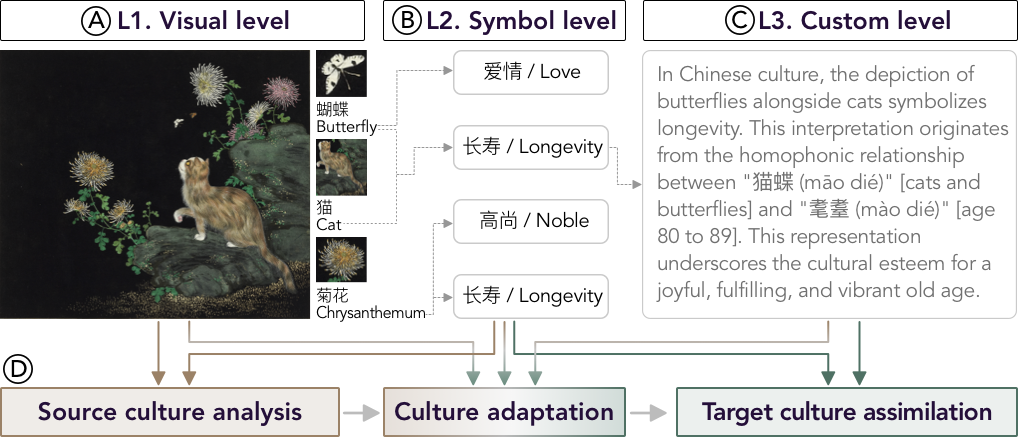 A L1. Visual level
B L2. Symbol level
C L3. Custom level
蝴蝶
Butterfly
猫
Cat
菊花
Chrysanthemum
爱情 / Love
长寿 / Longevity
高尚 / Noble
长寿 / Longevity
In Chinese culture, the depiction of
butterflies alongside cats symbolizes
longevity. This interpretation originates
from the homophonic relationship
between "猫蝶 (māo dié)" [cats and
butterflies] and "耄耋 (mào dié)" [age
80 to 89]. This representation
underscores the cultural esteem for a
joyful, fulfilling, and vibrant old age.
D
Source culture analysis
Culture adaptation
Target culture assimilation